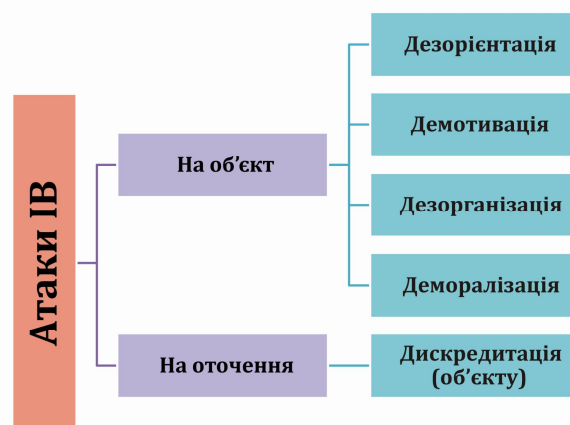 Атаки ІВ
На об’єкт
Дезорієнтація
Демотивація
Дезорганізація
Деморалізація
На оточення
Дискредитація
(об’єкту)